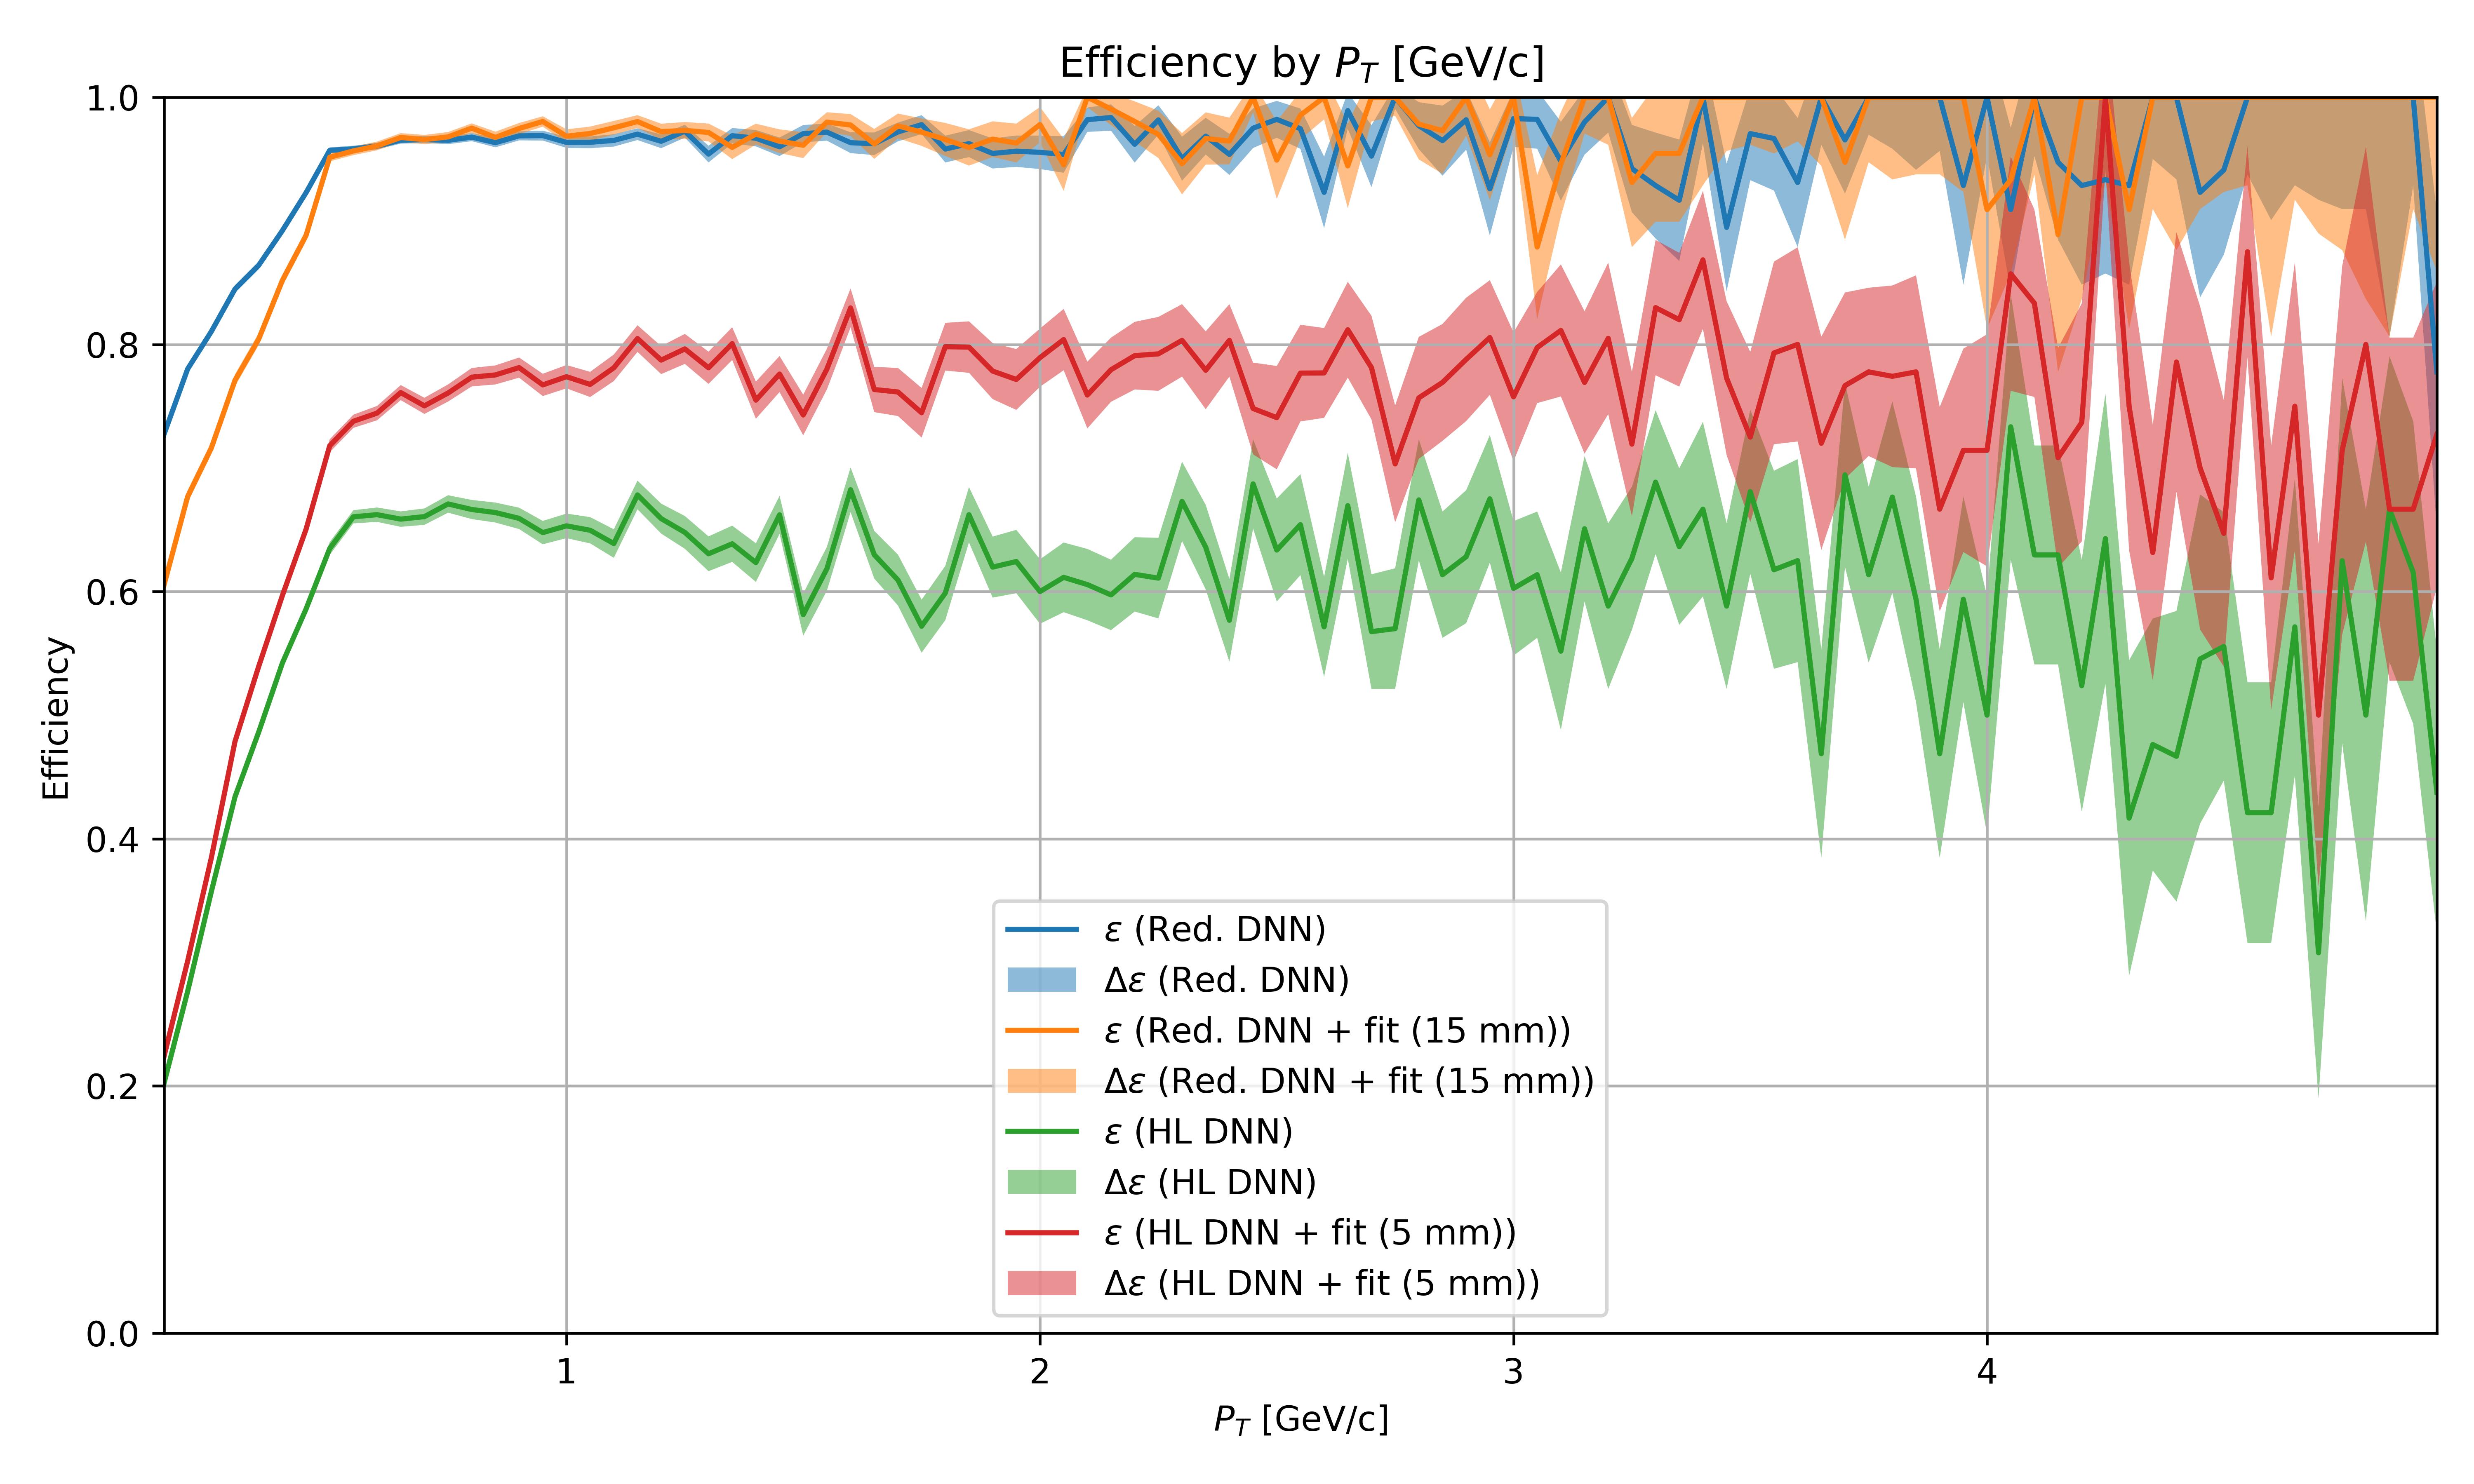 Efficiency by P_T [GeV/c]
1.0
0.8
0.6
0.4
0.2
0.0
Efficiency
ε (Red. DNN)
Δε (Red. DNN)
ε (Red. DNN + fit (15 mm))
Δε (Red. DNN + fit (15 mm))
ε (HL DNN)
Δε (HL DNN)
ε (HL DNN + fit (5 mm))
Δε (HL DNN + fit (5 mm))
1 2 3 4
P_T [GeV/c]